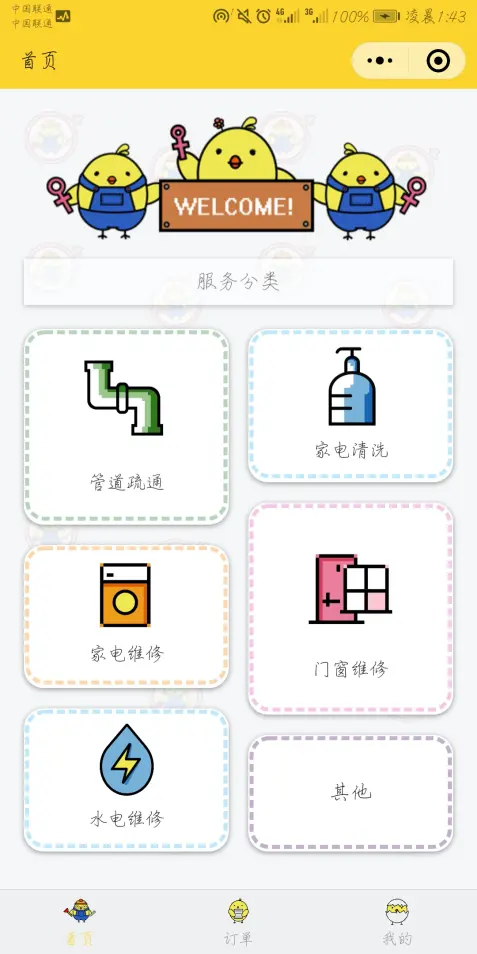 中国联通
中国联通
4G 3G 100% 凌晨1:43
首页
WELCOME!
服务分类
管道疏通
家电清洗
家电维修
门窗维修
水电维修
其他
首页 订单 我的